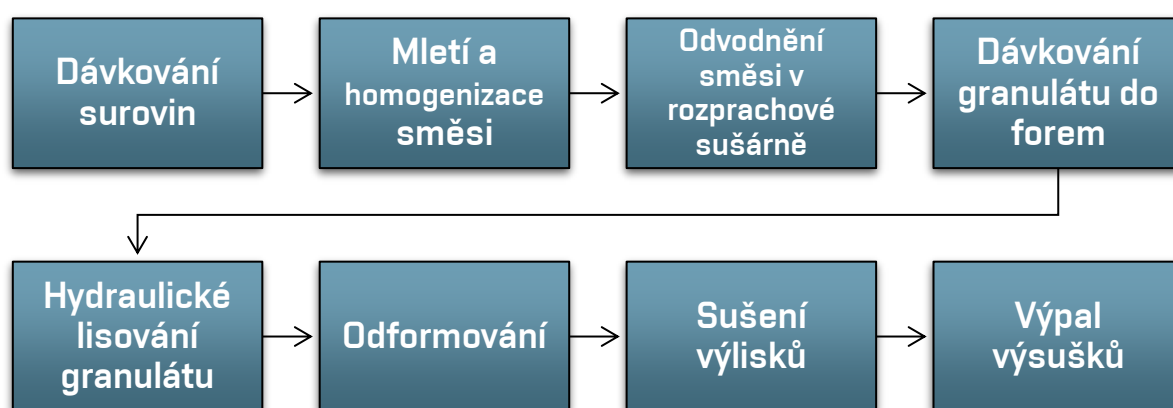 Dávkování
surovin
Mletí a
homogenizace
směsi
Odvodnění
směsi v
rozprachové
sušárně
Dávkování
granulátu do
forem
Hydraulické
lisování
granulátu
Odformování
Sušení
výlisků
Výpal
výsušků